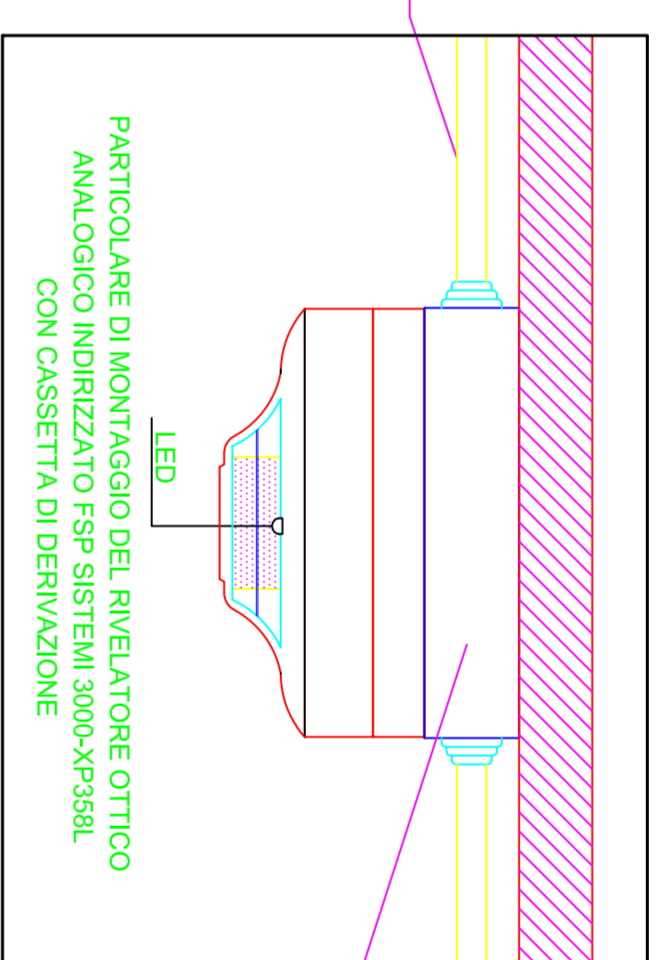 LED
PARTICOLARE DI MONTAGGIO DEL RIVELATORE OTTICO
ANALOGICO INDIRIZZATO FSP SISTEMI 3000-XP358L
CON CASSETTA DI DERIVAZIONE